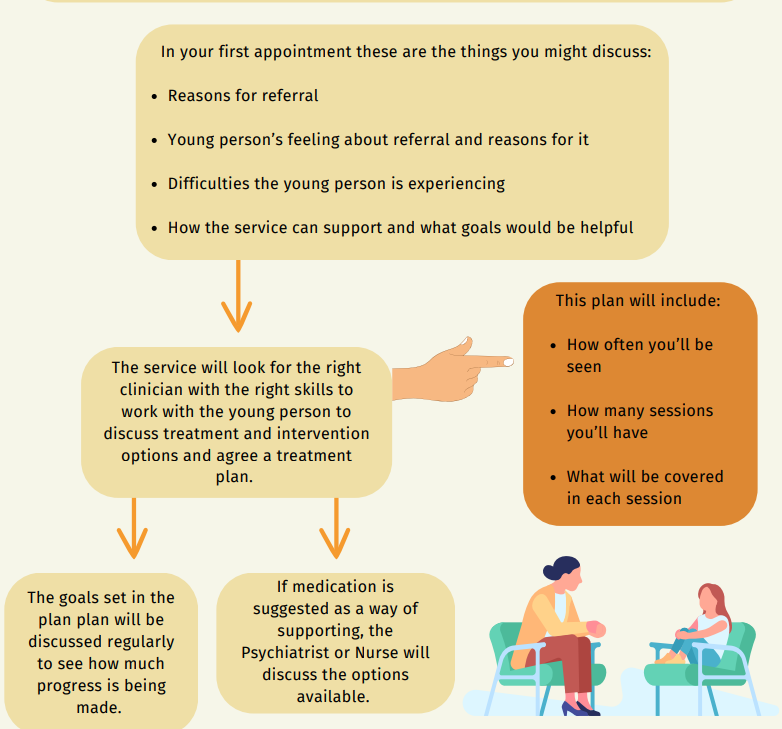 In your first appointment these are the things you might discuss:
• Reasons for referral
• Young person's feeling about referral and reasons for it
• Difficulties the young person is experiencing
• How the service can support and what goals would be helpful
The service will look for the right
clinician with the right skills to
work with the young person to
discuss treatment and intervention
options and agree a treatment
plan.
This plan will include:
• How often you'll be
seen
• How many sessions
you'll have
• What will be covered
in each session
The goals set in the
plan plan will be
discussed regularly
to see how much
progress is being
made.
If medication is
suggested as a way of
supporting, the
Psychiatrist or Nurse will
discuss the options
available.